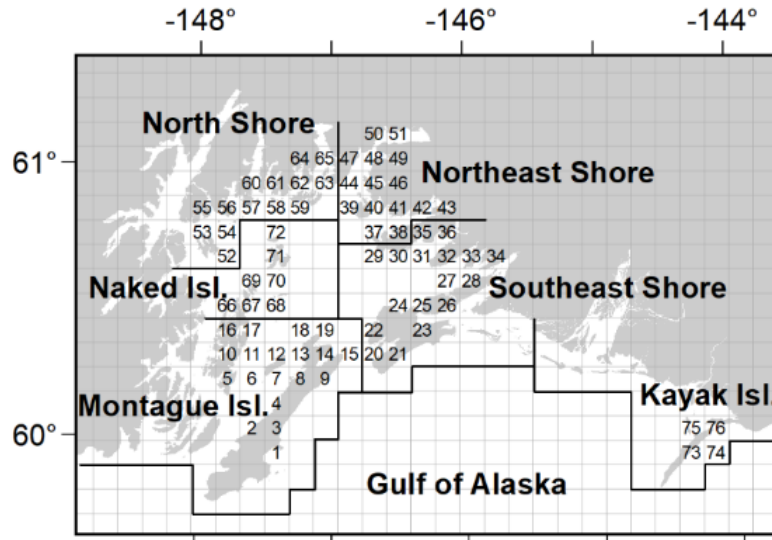 -148° -146° -144°
North Shore
50 51
61°
64 65 47 48 49
Northeast Shore
60 61 62 63 44 45 46
55 56 57 58 59 39 40 41 42 43
53 54 72 37 38 35 36
52 71 29 30 31 32 33 34
Naked Isl. 69 70 27 28 Southeast Shore
66 67 68 24 25 26
16 17 18 19 22 23
10 11 12 13 14 15 20 21
5 6 7 8 9
Montague Isl. 4 Kayak Isl.
60° 2 3 75 76
1 73 74
Gulf of Alaska